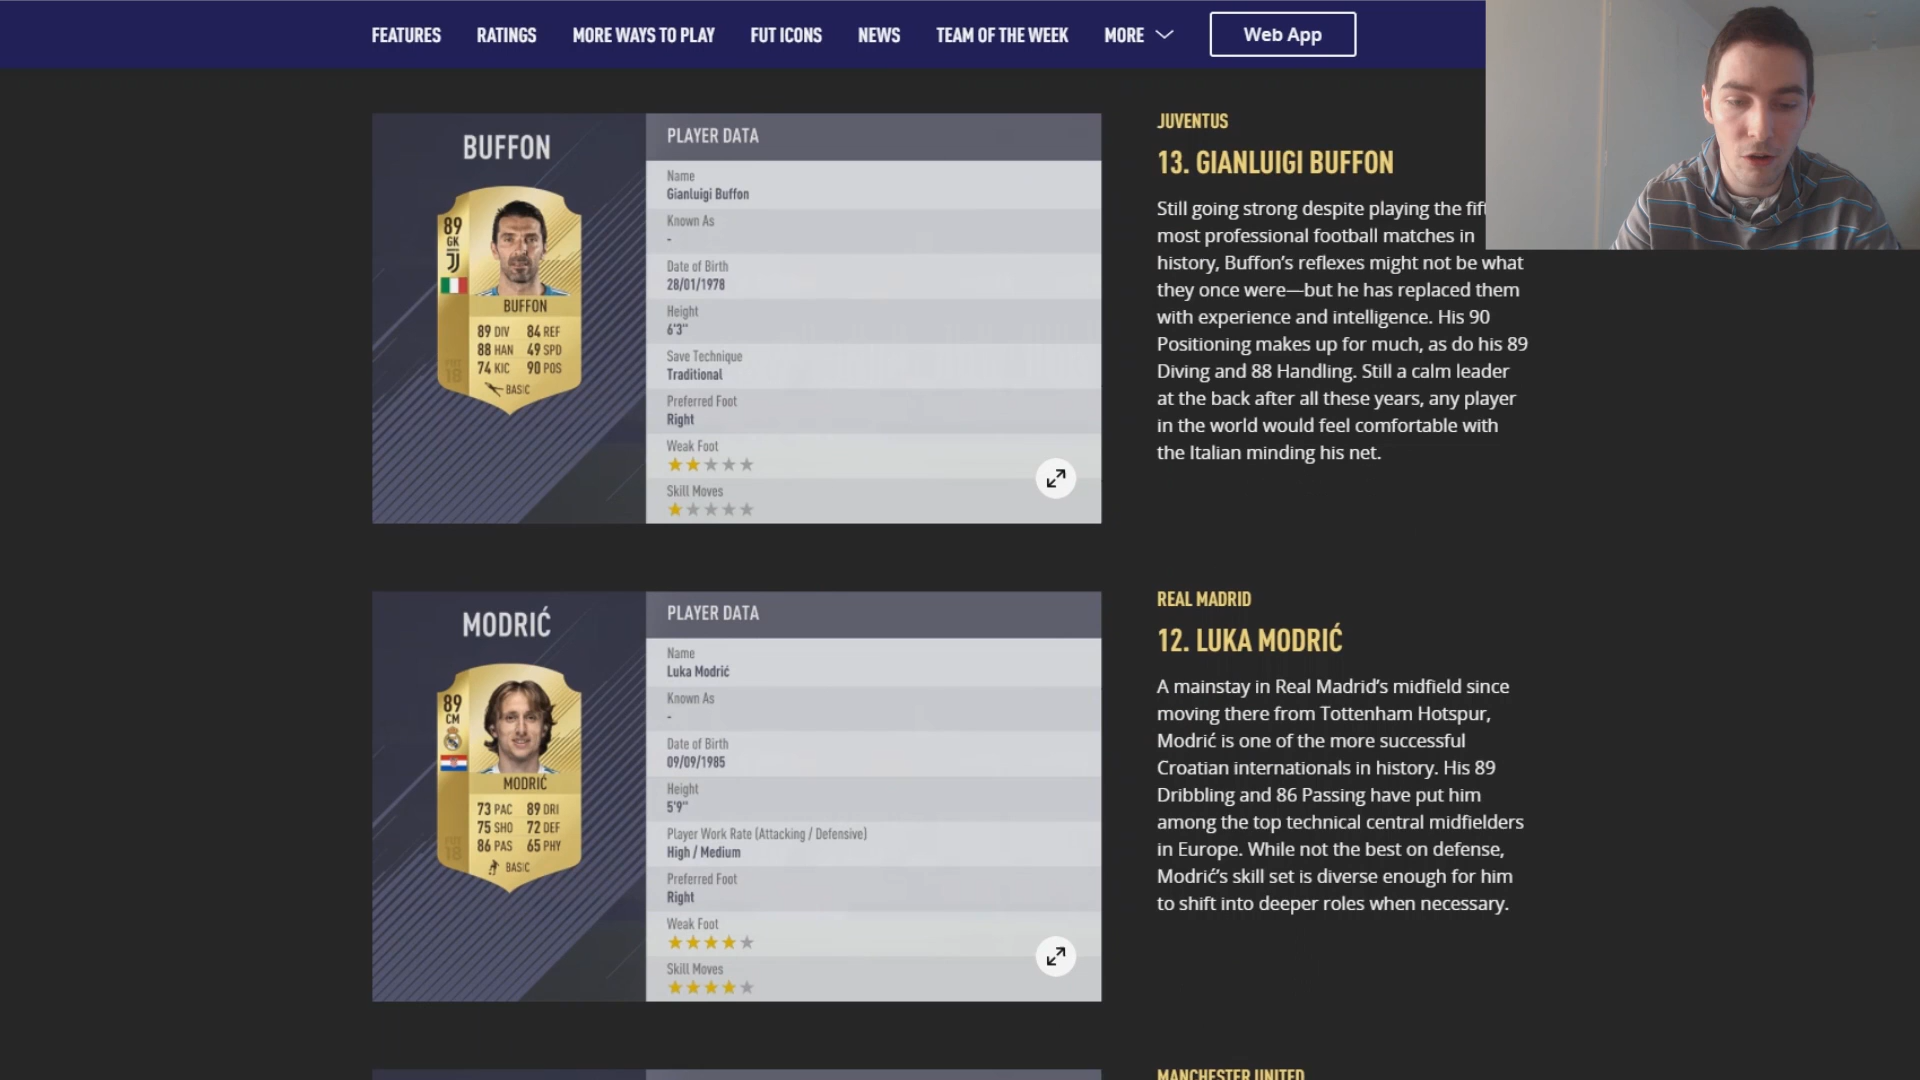 FEATURES RATINGS MORE WAYS TO PLAY FUT ICONS NEWS TEAM OF THE WEEK MORE Web App
BUFFON
89
GK
BUFFON
89 DIV 84 REF
88 HAN 49 SPD
74 KIC 90 POS
BASIC
18
PLAYER DATA
Name
Gianluigi Buffon
Known As
-
Date of Birth
28/01/1978
Height
6'3"
Save Technique
Traditional
Preferred Foot
Right
Weak Foot
Skill Moves
JUVENTUS
13. GIANLUIGI BUFFON
Still going strong despite playing the
most professional football matches in
history, Buffon’s reflexes might not be what
they once were—but he has replaced them
with experience and intelligence. His 90
Positioning makes up for much, as do his 89
Diving and 88 Handling. Still a calm leader
at the back after all these years, any player
in the world would feel comfortable with
the Italian minding his net.
MODRIĆ
89
CM
MODRIĆ
73 PAC 89 DRI
75 SHO 72 DEF
86 PAS 65 PHY
BASIC
18
PLAYER DATA
Name
Luka Modrić
Known As
-
Date of Birth
09/09/1985
Height
5'9"
Player Work Rate (Attacking / Defensive)
High / Medium
Preferred Foot
Right
Weak Foot
Skill Moves
REAL MADRID
12. LUKA MODRIĆ
A mainstay in Real Madrid’s midfield since
moving there from Tottenham Hotspur,
Modrić is one of the more successful
Croatian internationals in history. His 89
Dribbling and 86 Passing have put him
among the top technical central midfielders
in Europe. While not the best on defense,
Modrić’s skill set is diverse enough for him
to shift into deeper roles when necessary.
MANCHESTER UNITED